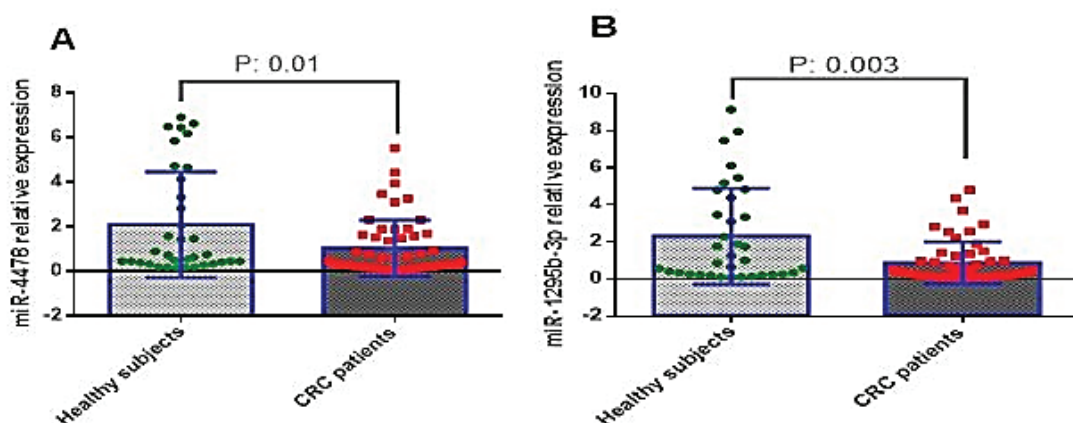 A
P: 0.01
miR-4478 relative expression
8
6
4
2
0
-2
Healthy subjects
CRC patients
B
P: 0.003
miR-1295b-3p relative expression
10
8
6
4
2
0
-2
Healthy subjects
CRC patients